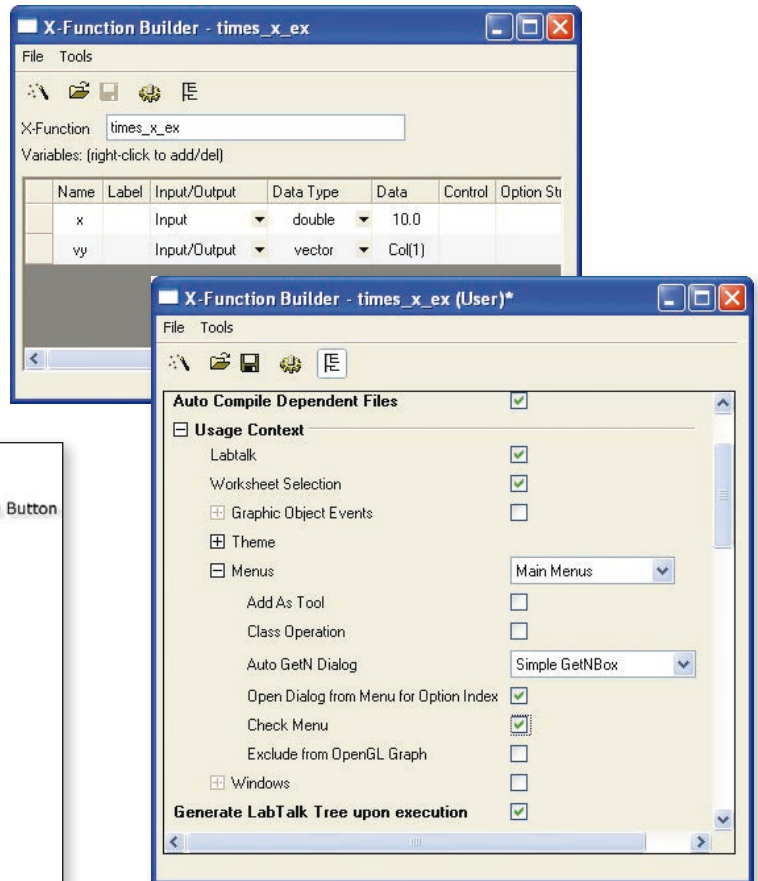 X-Function Builder - times_x_ex
File Tools
X-Function times_x_ex
Variables: (right-click to add/del)
Name Label Input/Output Data Type Data Control Option Str
x Input double 10.0
vy Input/Output vector Col(1)
X-Function Builder - times_x_ex (User)*
File Tools
Auto Compile Dependent Files
Usage Context
Labtalk
Worksheet Selection
Graphic Object Events
Theme
Menus Main Menus
Add As Tool
Class Operation
Auto GetN Dialog Simple GetNBox
Open Dialog from Menu for Option Index
Check Menu
Exclude from OpenGL Graph
Windows
Generate LabTalk Tree upon execution
Button